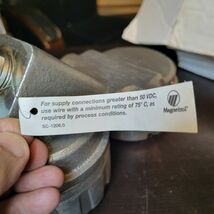 For supply connections greater than 50 VDC,
use wire with a minimum rating of 75° C, as
required by process conditions.
SC-1206.0
Magnetrol